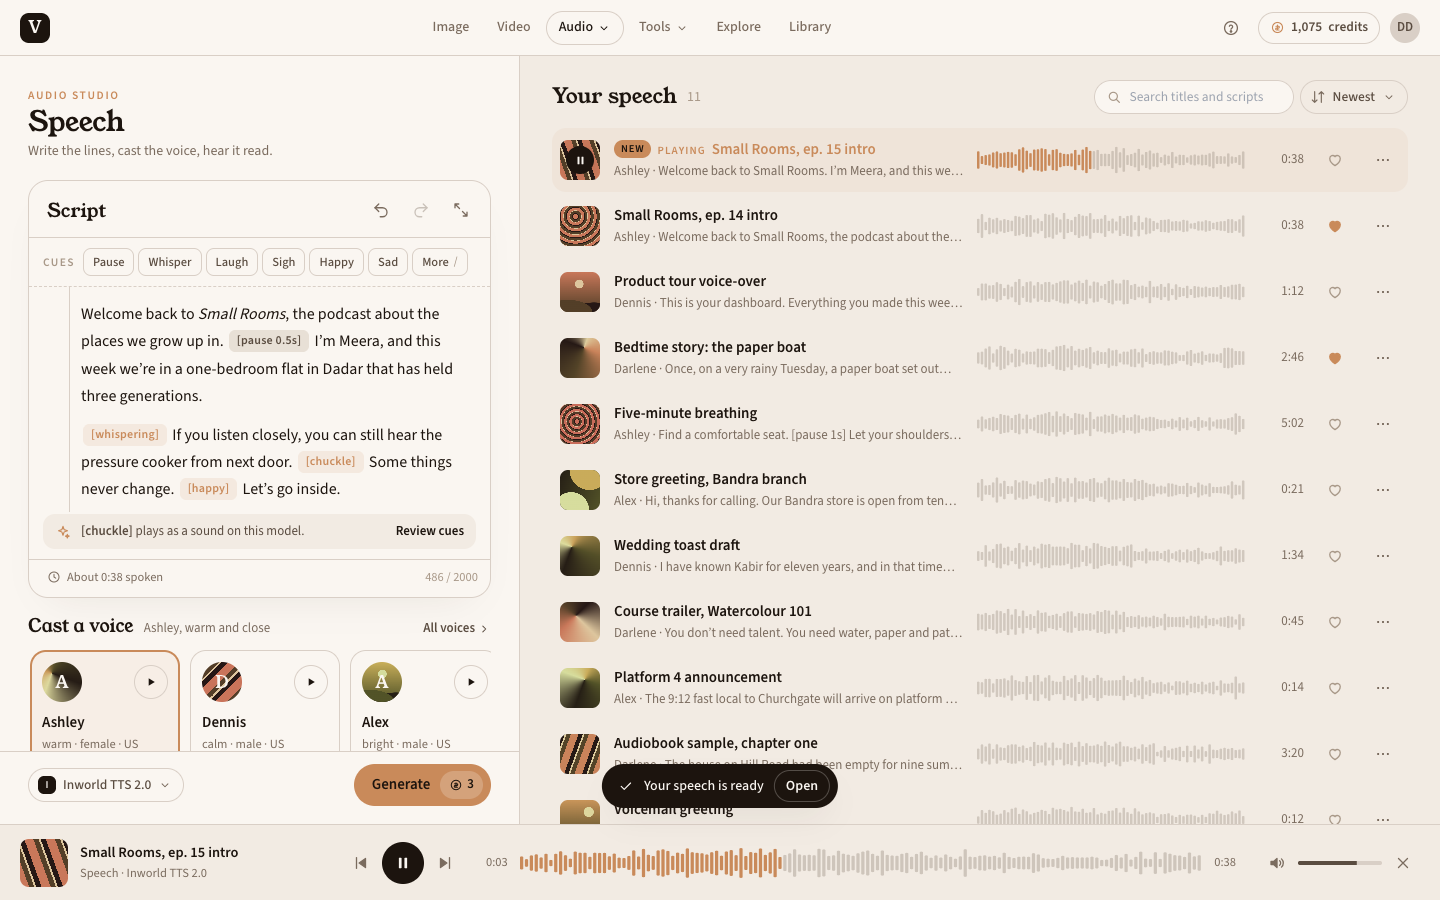 V
Image
Video
Audio
Tools
Explore
Library
1,075 credits
DD
AUDIO STUDIO
Speech
Write the lines, cast the voice, hear it read.
Script
CUES
Pause
Whisper
Laugh
Sigh
Happy
Sad
More /
Welcome back to Small Rooms, the podcast about the
places we grow up in. [pause 0.5s] I’m Meera, and this
week we’re in a one-bedroom flat in Dadar that has held
three generations.
[whispering] If you listen closely, you can still hear the
pressure cooker from next door. [chuckle] Some things
never change. [happy] Let’s go inside.
[chuckle] plays as a sound on this model.
Review cues
About 0:38 spoken
486 / 2000
Cast a voice
Ashley, warm and close
All voices
A
Ashley
warm · female · US
D
Dennis
calm · male · US
A
Alex
bright · male · US
I
Inworld TTS 2.0
Generate
3
Your speech
11
Search titles and scripts
Newest
NEW
PLAYING
Small Rooms, ep. 15 intro
Ashley · Welcome back to Small Rooms. I’m Meera, and this we…
0:38
Small Rooms, ep. 14 intro
Ashley · Welcome back to Small Rooms, the podcast about the…
0:38
Product tour voice-over
Dennis · This is your dashboard. Everything you made this wee…
1:12
Bedtime story: the paper boat
Darlene · Once, on a very rainy Tuesday, a paper boat set out…
2:46
Five-minute breathing
Ashley · Find a comfortable seat. [pause 1s] Let your shoulders…
5:02
Store greeting, Bandra branch
Alex · Hi, thanks for calling. Our Bandra store is open from ten…
0:21
Wedding toast draft
Dennis · I have known Kabir for eleven years, and in that time…
1:34
Course trailer, Watercolour 101
Darlene · You don’t need talent. You need water, paper and pat…
0:45
Platform 4 announcement
Alex · The 9:12 fast local to Churchgate will arrive on platform …
0:14
Audiobook sample, chapter one
Darlene · The house on Hill Road had been empty for nine sum…
3:20
Voicemail greeting
0:12
Your speech is ready
Open
Small Rooms, ep. 15 intro
Speech · Inworld TTS 2.0
0:03
0:38